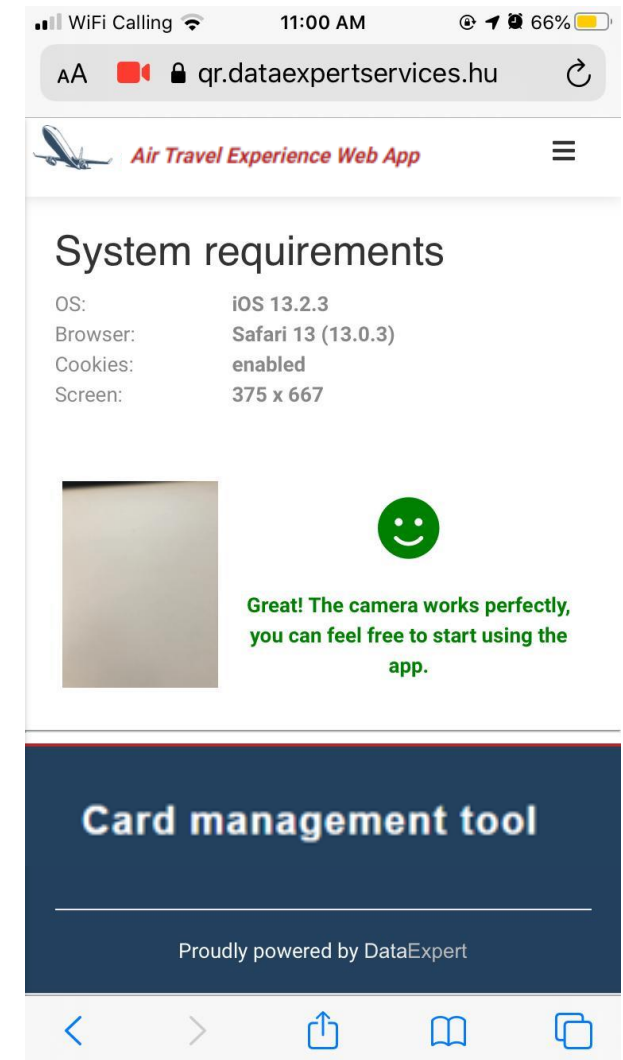 WiFi Calling 11:00 AM 66%
AA qr.dataexpertservices.hu
Air Travel Experience Web App
System requirements
OS: iOS 13.2.3
Browser: Safari 13 (13.0.3)
Cookies: enabled
Screen: 375 x 667
Great! The camera works perfectly,
you can feel free to start using the
app.
Card management tool
Proudly powered by DataExpert